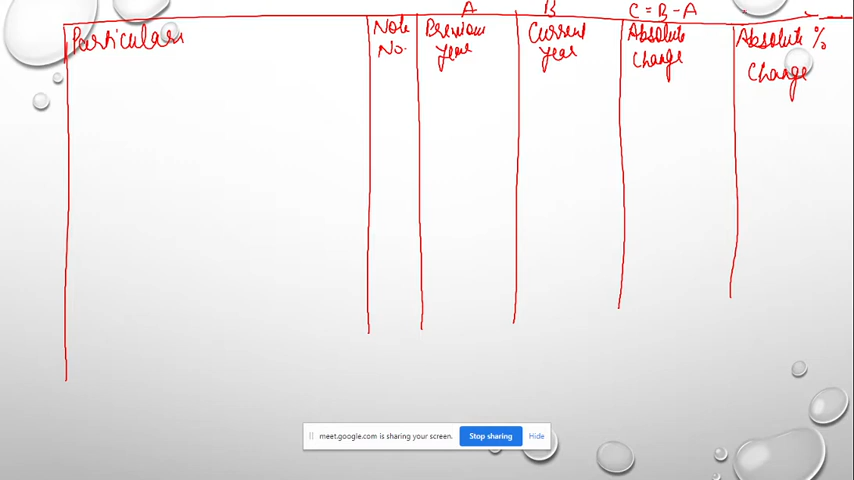 A B C = B - A
Particulars Note Previous Current Absolute Absolute %
No. year year Change Change
meet.google.com is sharing your screen. Stop sharing Hide